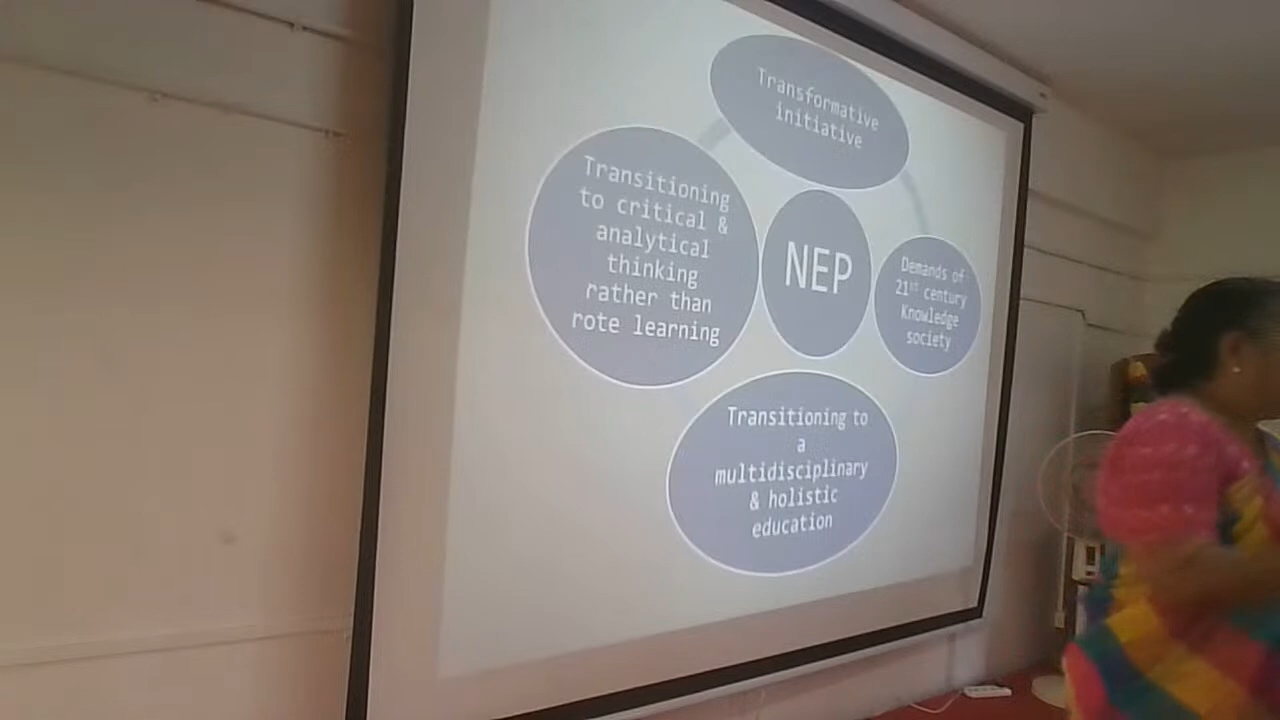 Transformative
initiative
Transitioning
to critical &
analytical
thinking
rather than
rote learning
NEP
Demands of
21st century
Knowledge
society
Transitioning to
a
multidisciplinary
& holistic
education